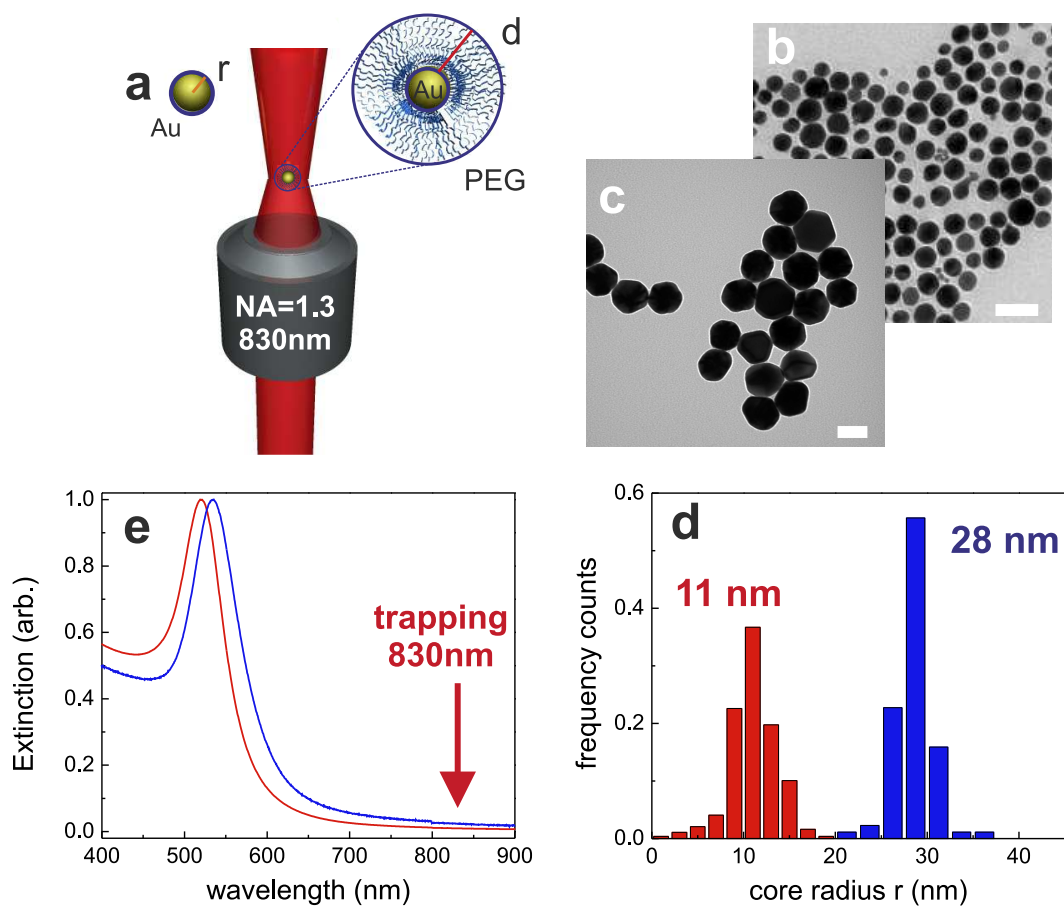 a
r
Au
d
Au
PEG
NA=1.3
830nm
b
c
e
1.0
0.8
0.6
0.4
0.2
0.0
Extinction (arb.)
trapping
830nm
400 500 600 700 800 900
wavelength (nm)
d
0.6
0.4
0.2
0.0
frequency counts
11 nm
28 nm
0 10 20 30 40
core radius r (nm)